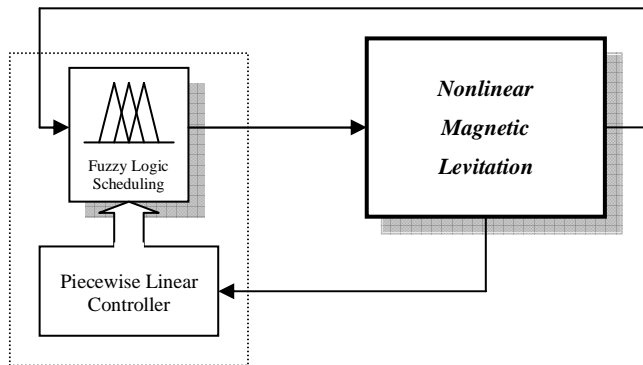 Fuzzy Logic
Scheduling
Nonlinear
Magnetic
Levitation
Piecewise Linear
Controller